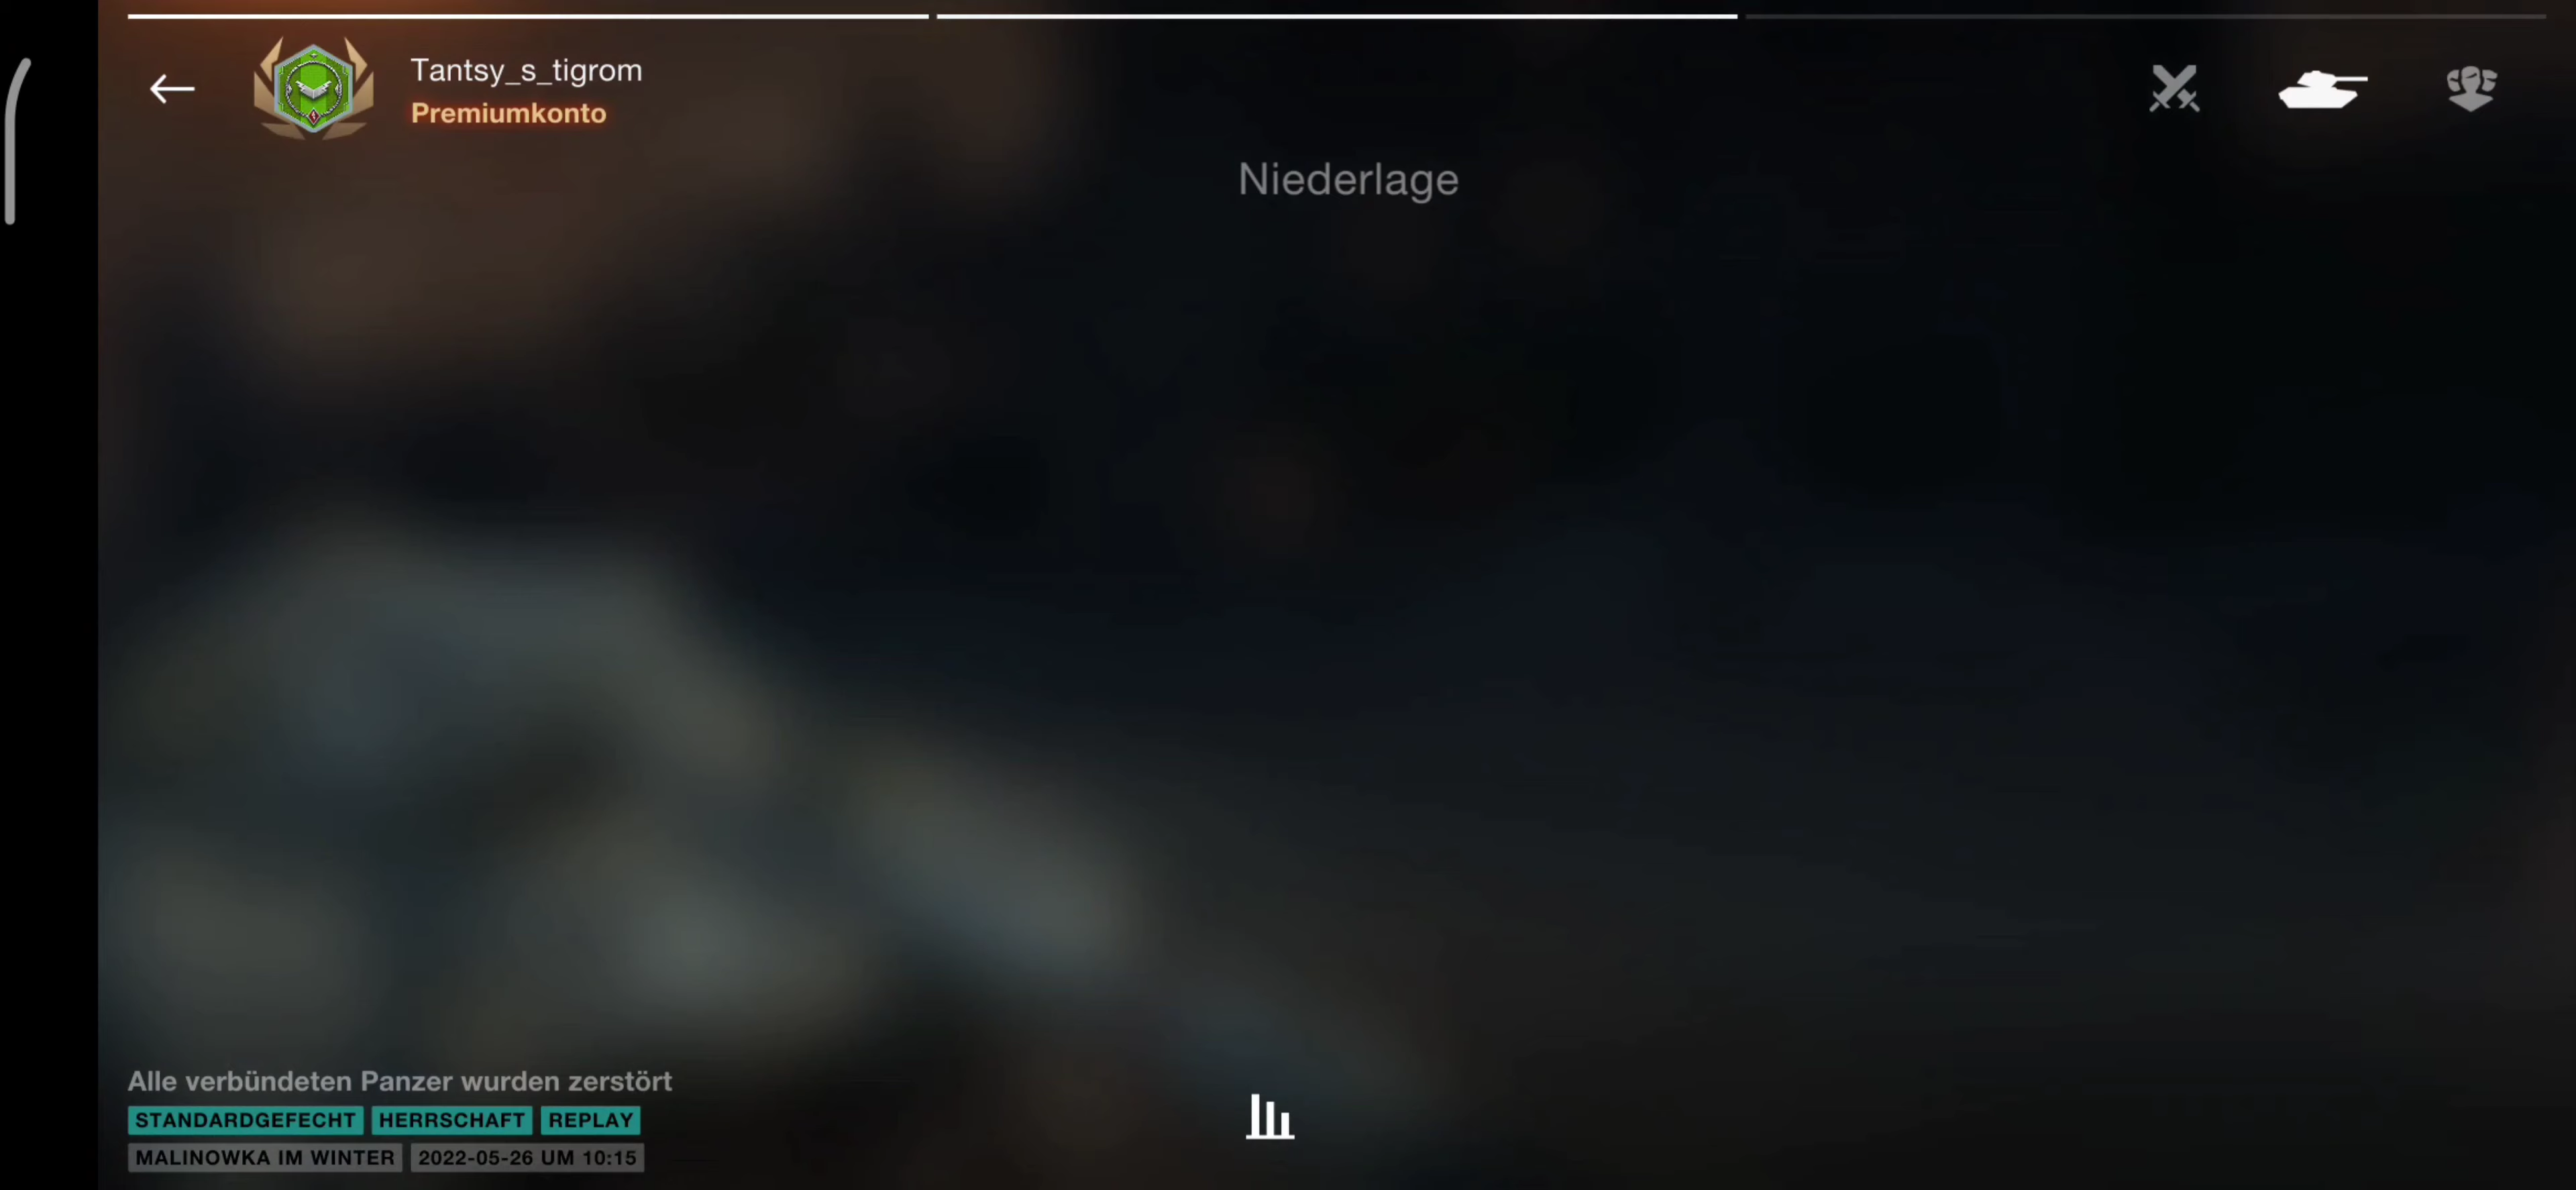 Tantsy_s_tigrom
Premiumkonto
Niederlage
Alle verbündeten Panzer wurden zerstört
STANDARDGEFECHT HERRSCHAFT REPLAY
MALINOWKA IM WINTER 2022-05-26 UM 10:15